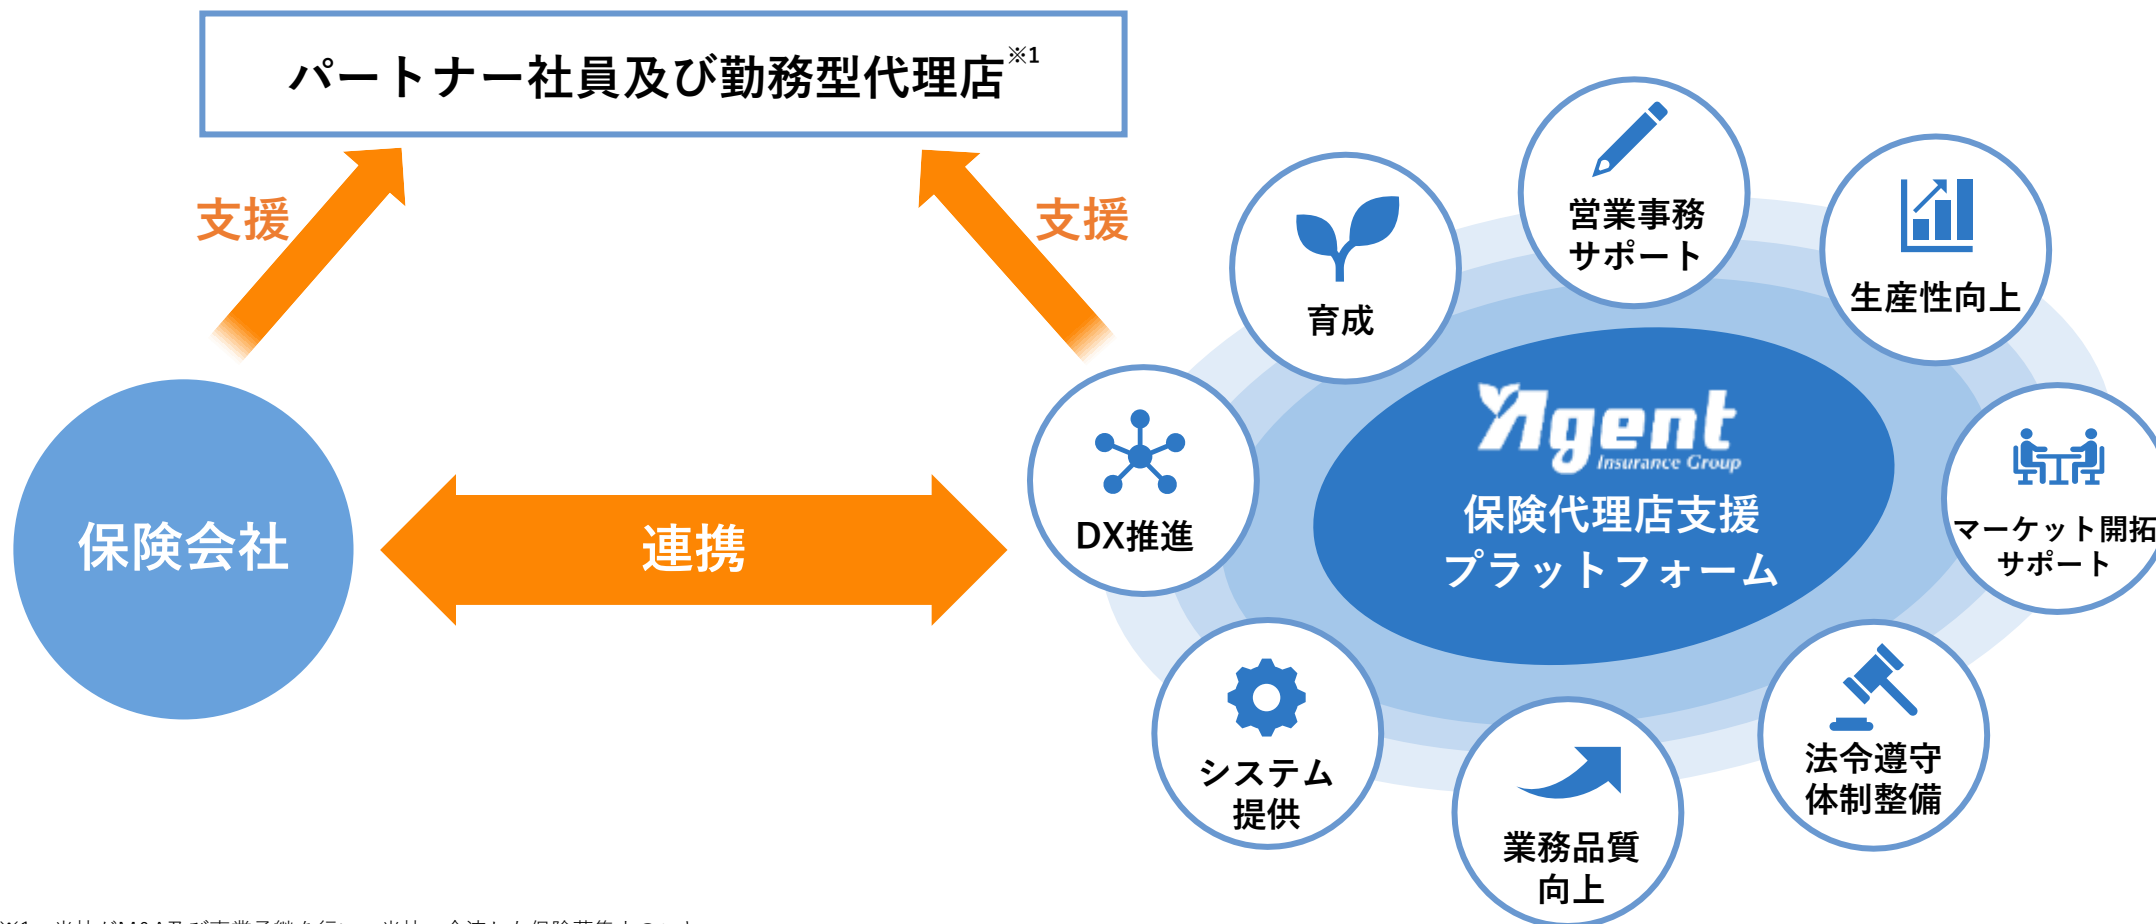 パートナー社員及び勤務型代理店※1
支援
支援
保険会社
連携
Agent
Insurance Group
保険代理店支援
プラットフォーム
育成
営業事務
サポート
生産性向上
マーケット開拓
サポート
法令遵守
体制整備
業務品質
向上
システム
提供
DX推進